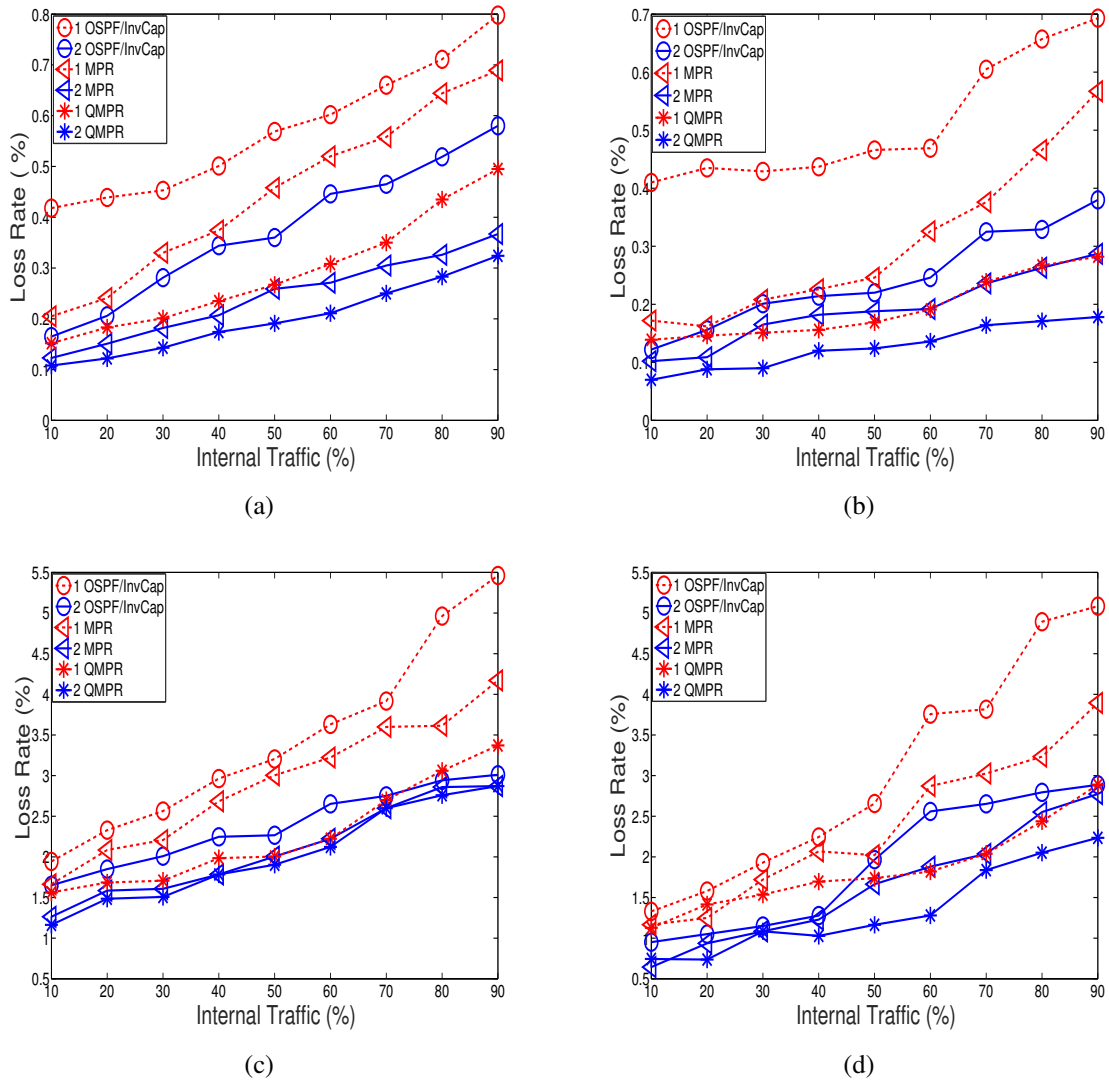 0.8
0.7
0.6
0.5
0.4
0.3
0.2
0.1
0
Loss Rate ( %)
1 OSPF/InvCap
2 OSPF/InvCap
1 MPR
2 MPR
1 QMPR
2 QMPR
10 20 30 40 50 60 70 80 90
Internal Traffic (%)
(a)
0.7
0.6
0.5
0.4
0.3
0.2
0.1
0
Loss Rate (%)
1 OSPF/InvCap
2 OSPF/InvCap
1 MPR
2 MPR
1 QMPR
2 QMPR
10 20 30 40 50 60 70 80 90
Internal Traffic (%)
(b)
5.5
5
4.5
4
3.5
3
2.5
2
1.5
1
0.5
Loss Rate (%)
1 OSPF/InvCap
2 OSPF/InvCap
1 MPR
2 MPR
1 QMPR
2 QMPR
10 20 30 40 50 60 70 80 90
Internal Traffic (%)
(c)
5.5
5
4.5
4
3.5
3
2.5
2
1.5
1
0.5
Loss Rate (%)
1 OSPF/InvCap
2 OSPF/InvCap
1 MPR
2 MPR
1 QMPR
2 QMPR
10 20 30 40 50 60 70 80 90
Internal Traffic (%)
(d)